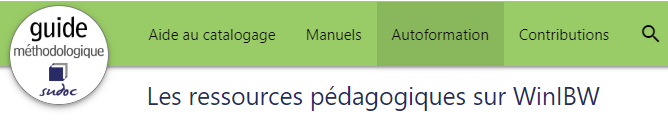 guide
méthodologique
sudoc
Aide au catalogage Manuels Autoformation Contributions
Les ressources pédagogiques sur WinIBW